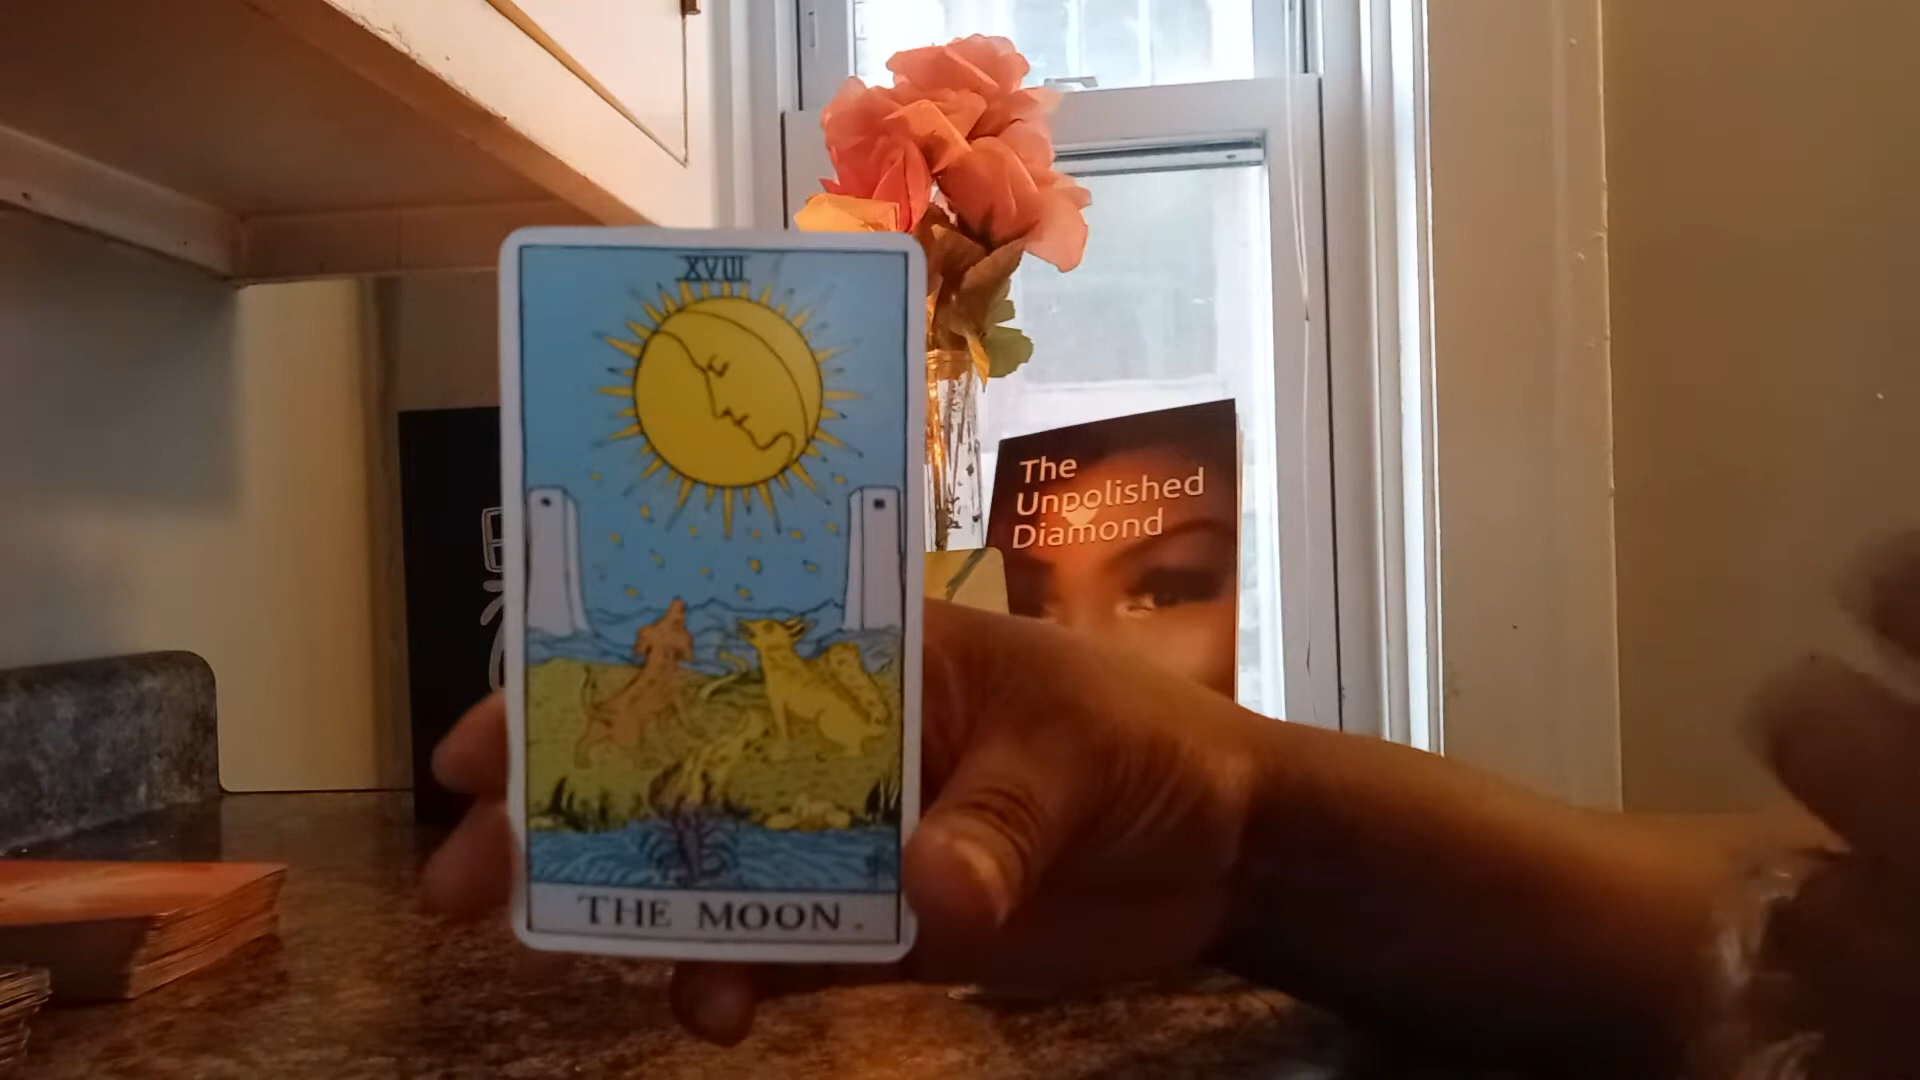 XVIII
THE MOON.
The
Unpolished
Diamond